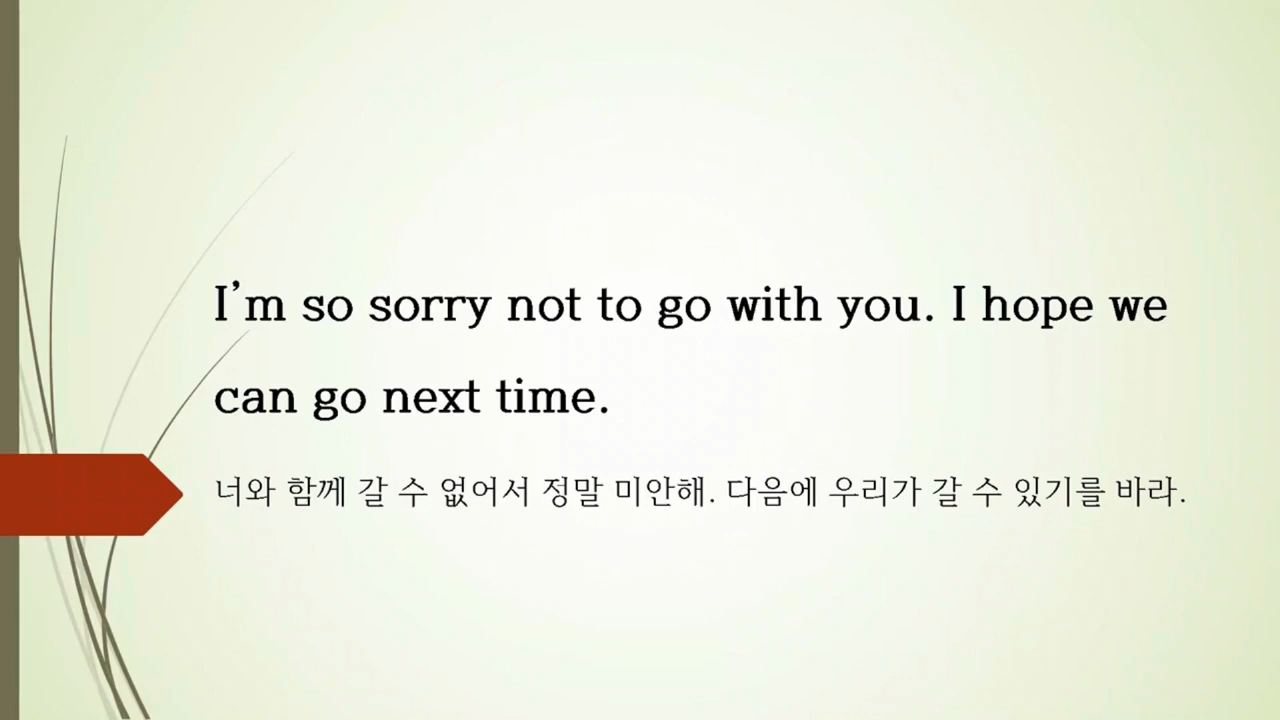 I’m so sorry not to go with you. I hope we
can go next time.
너와 함께 갈 수 없어서 정말 미안해. 다음에 우리가 갈 수 있기를 바라.